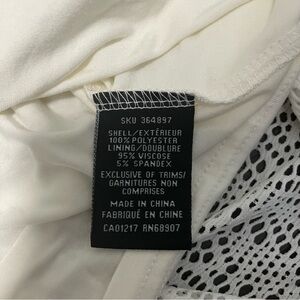 SKU 364897
SHELL/EXTÉRIEUR
100% POLYESTER
LINING/DOUBLURE
95% VISCOSE
5% SPANDEX
EXCLUSIVE OF TRIMS/
GARNITURES NON
COMPRISES
MADE IN CHINA
FABRIQUÉ EN CHINE
CA01217 RN68907